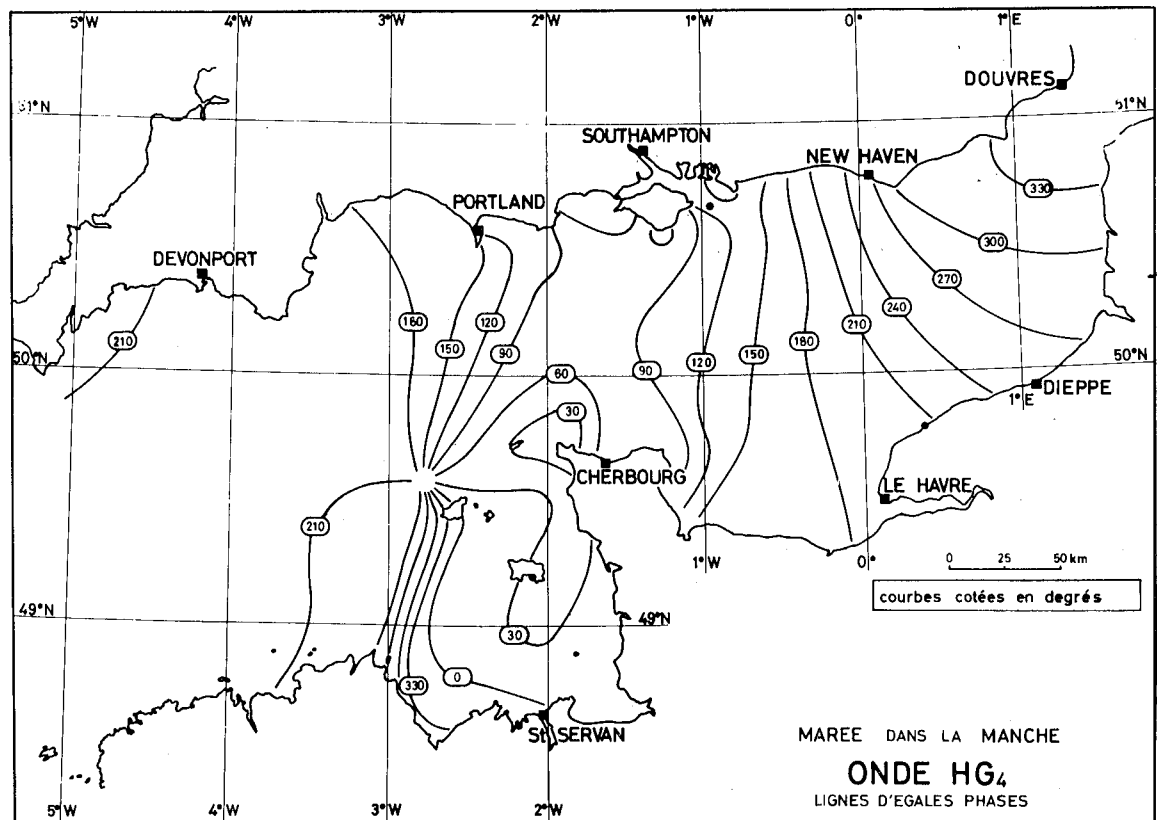 5°W 4°W 3°W 2°W 1°W 0° 1°E
DOUVRES
51°N 51°N
SOUTHAMPTON
NEW HAVEN
330
PORTLAND
300
DEVONPORT
270
240
210 180 120 210
150 150 180
50°N 90 90 120 50°N
60
DIEPPE
1°E
30
CHERBOURG
LE HAVRE
210
1°W 0° 0 25 50 km
courbes cotées en degrés
49°N 49°N
30
0
330
St SERVAN
MAREE DANS LA MANCHE
ONDE HG4
LIGNES D'EGALES PHASES
5°W 4°W 3°W 2°W